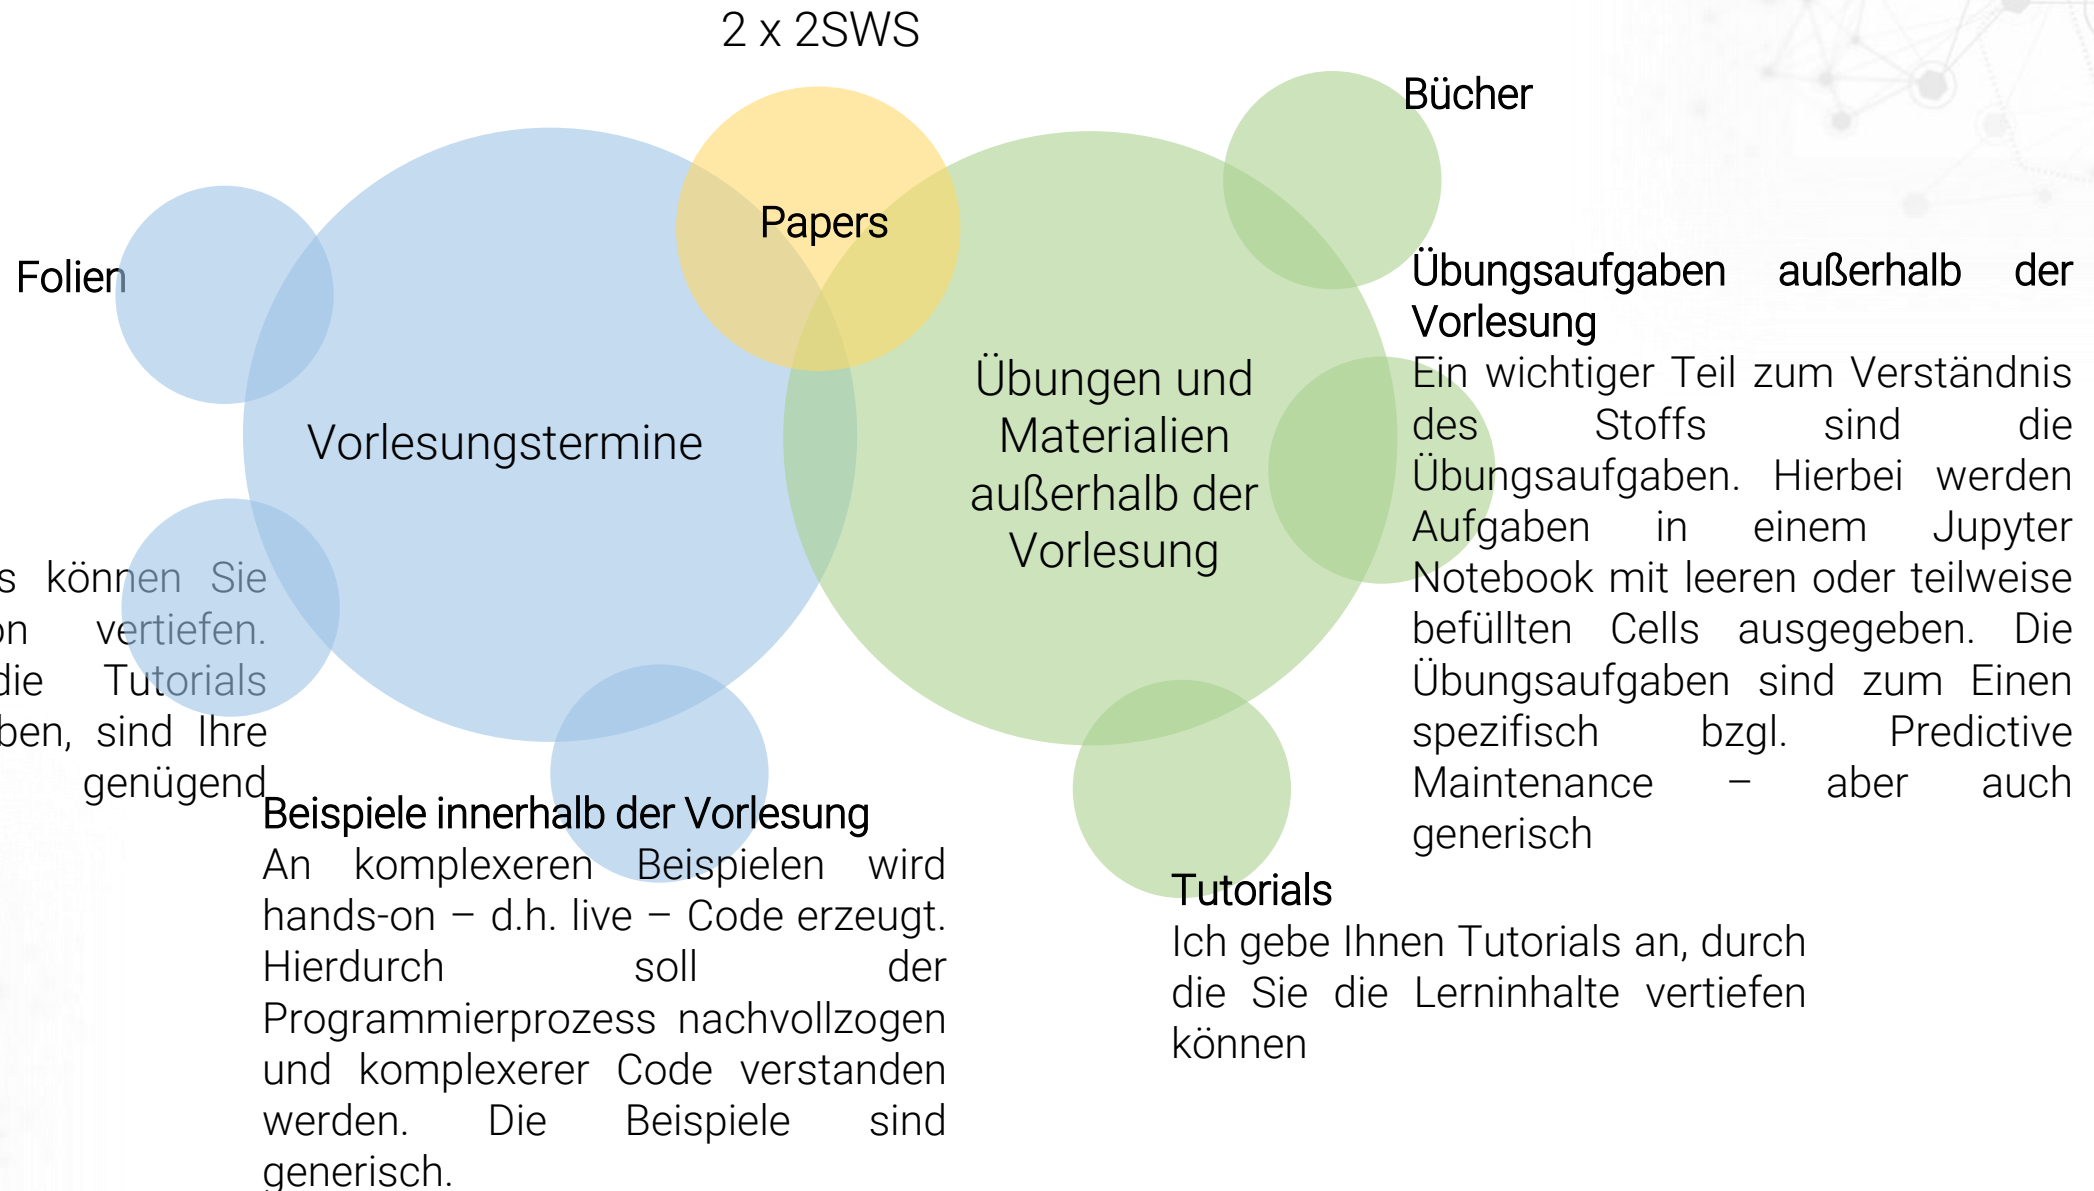 2 x 2SWS
Bücher
Papers
Folien
Vorlesungstermine
Übungen und
Materialien
außerhalb der
Vorlesung
Übungsaufgaben außerhalb der
Vorlesung
Ein wichtiger Teil zum Verständnis
des Stoffs sind die
Übungsaufgaben. Hierbei werden
Aufgaben in einem Jupyter
Notebook mit leeren oder teilweise
befüllten Cells ausgegeben. Die
Übungsaufgaben sind zum Einen
spezifisch bzgl. Predictive
Maintenance – aber auch
generisch
können Sie
vertiefen.
die Tutorials
sind Ihre
genügend
Beispiele innerhalb der Vorlesung
An komplexeren Beispielen wird
hands-on – d.h. live – Code erzeugt.
Hierdurch soll der
Programmierprozess nachvollzogen
und komplexerer Code verstanden
werden. Die Beispiele sind
generisch.
Tutorials
Ich gebe Ihnen Tutorials an, durch
die Sie die Lerninhalte vertiefen
können